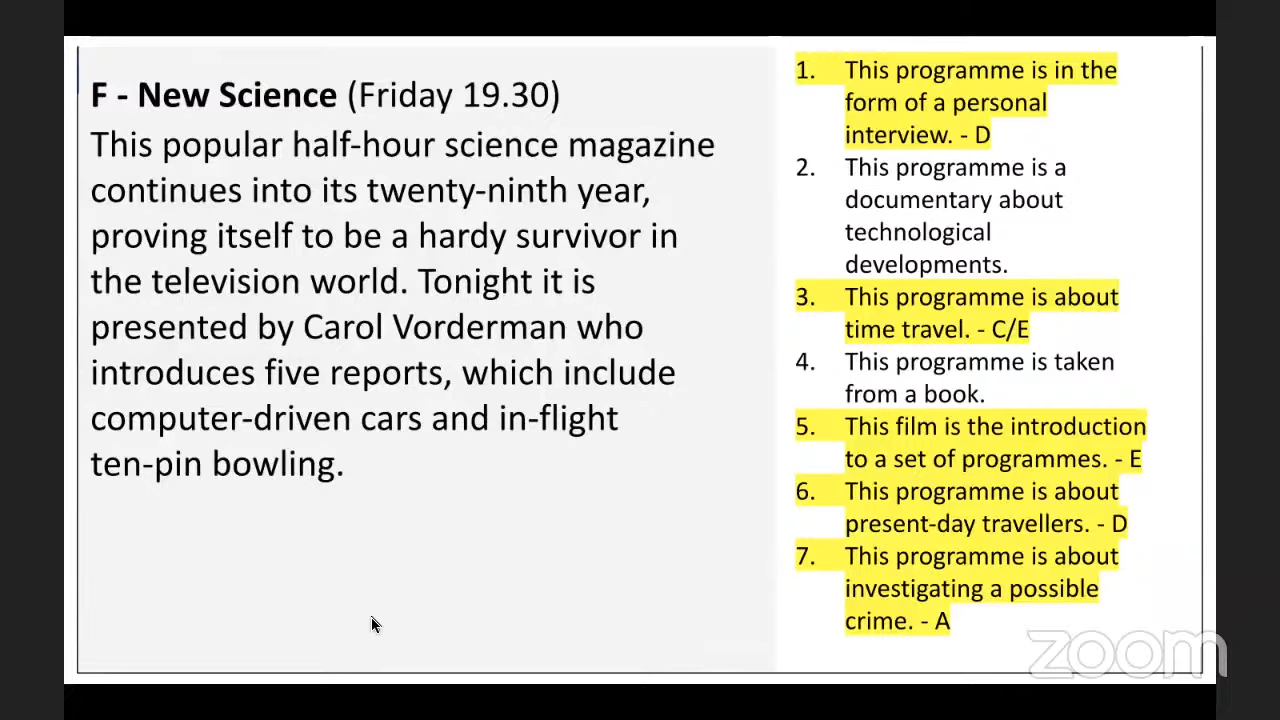 F - New Science (Friday 19.30)
This popular half-hour science magazine
continues into its twenty-ninth year,
proving itself to be a hardy survivor in
the television world. Tonight it is
presented by Carol Vorderman who
introduces five reports, which include
computer-driven cars and in-flight
ten-pin bowling.
1. This programme is in the
form of a personal
interview. - D
2. This programme is a
documentary about
technological
developments.
3. This programme is about
time travel. - C/E
4. This programme is taken
from a book.
5. This film is the introduction
to a set of programmes. - E
6. This programme is about
present-day travellers. - D
7. This programme is about
investigating a possible
crime. - A
zoom